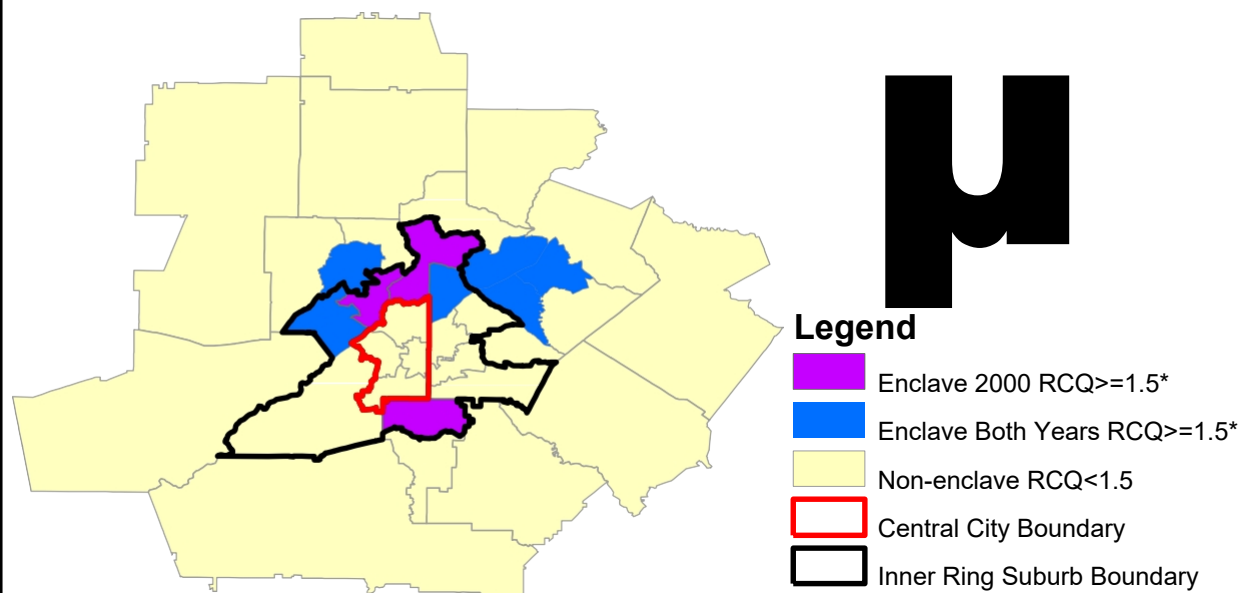 µ
Legend
Enclave 2000 RCQ>=1.5*
Enclave Both Years RCQ>=1.5*
Non-enclave RCQ<1.5
Central City Boundary
Inner Ring Suburb Boundary